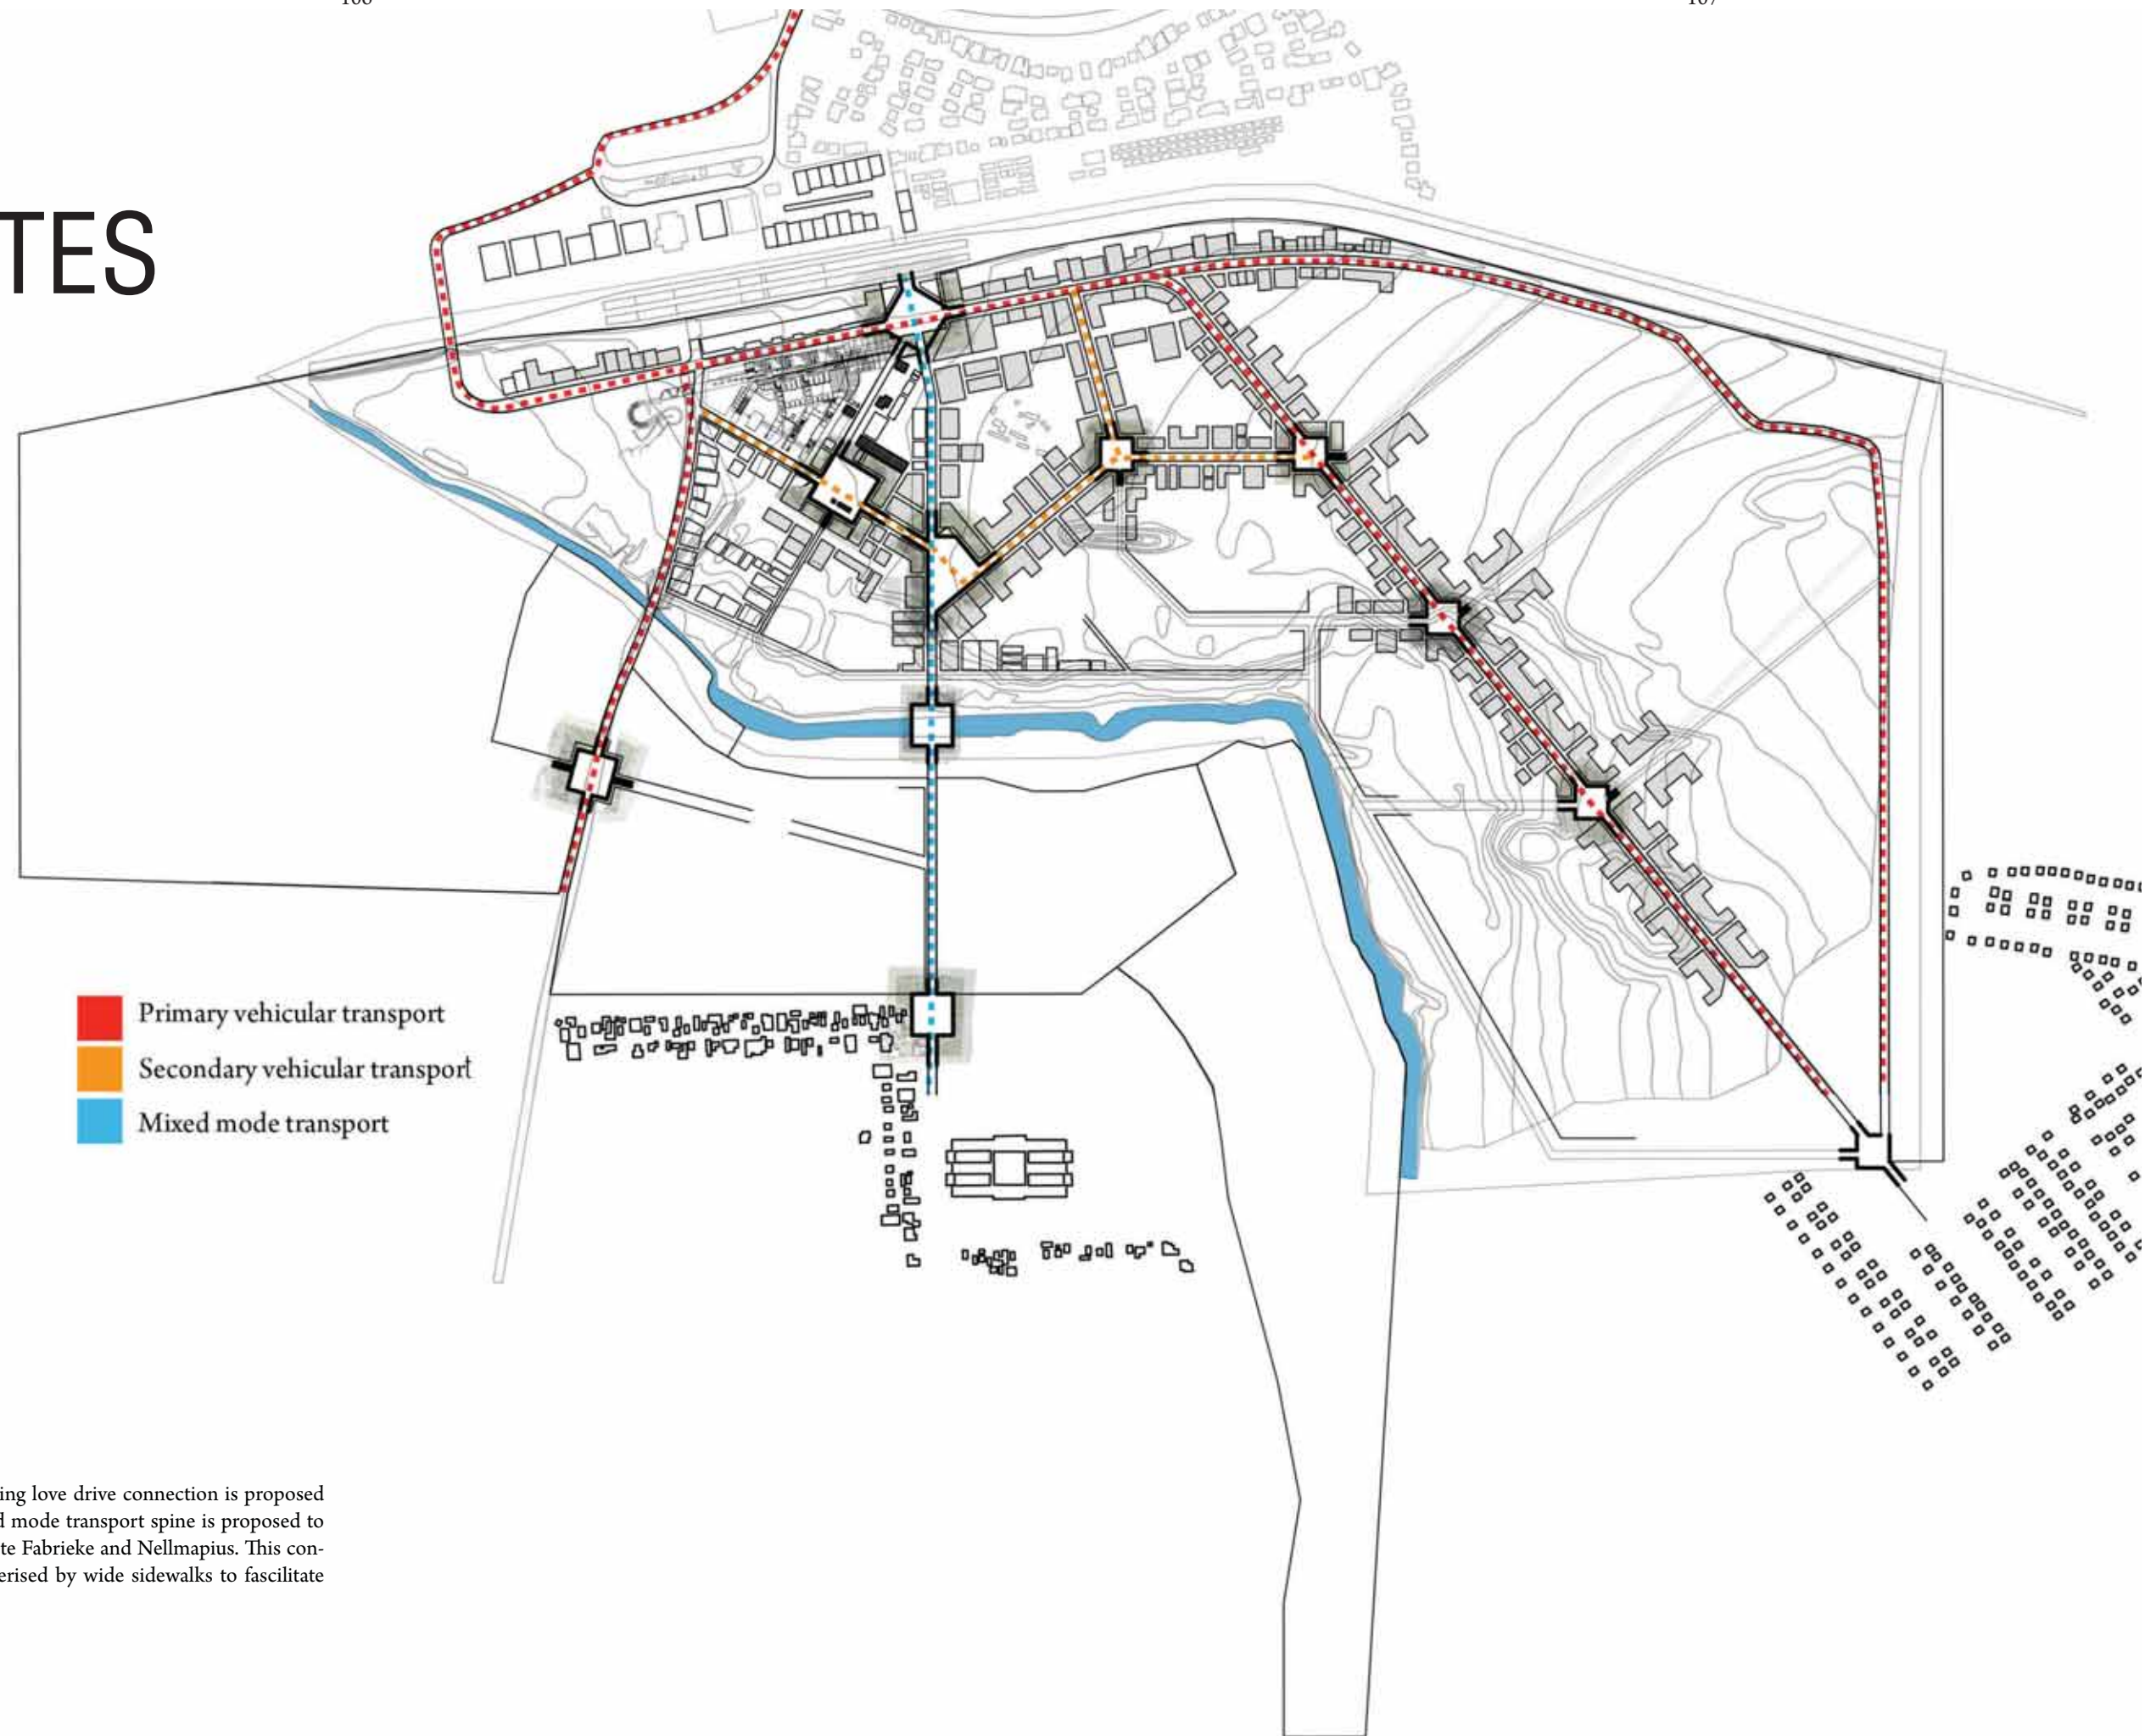 TES
Primary vehicular transport
Secondary vehicular transport
Mixed mode transport
ing love drive connection is proposed
mode transport spine is proposed to
te Fabrieke and Nellmapius. This con-
erised by wide sidewalks to fascilitate